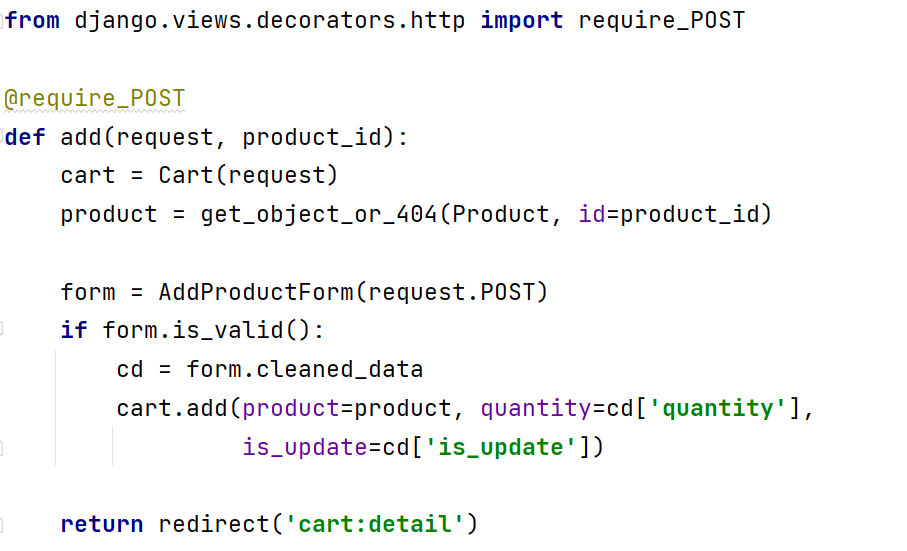 from django.views.decorators.http import require_POST
@require_POST
def add(request, product_id):
    cart = Cart(request)
    product = get_object_or_404(Product, id=product_id)
    form = AddProductForm(request.POST)
    if form.is_valid():
        cd = form.cleaned_data
        cart.add(product=product, quantity=cd['quantity'],
                 is_update=cd['is_update'])
    return redirect('cart:detail')